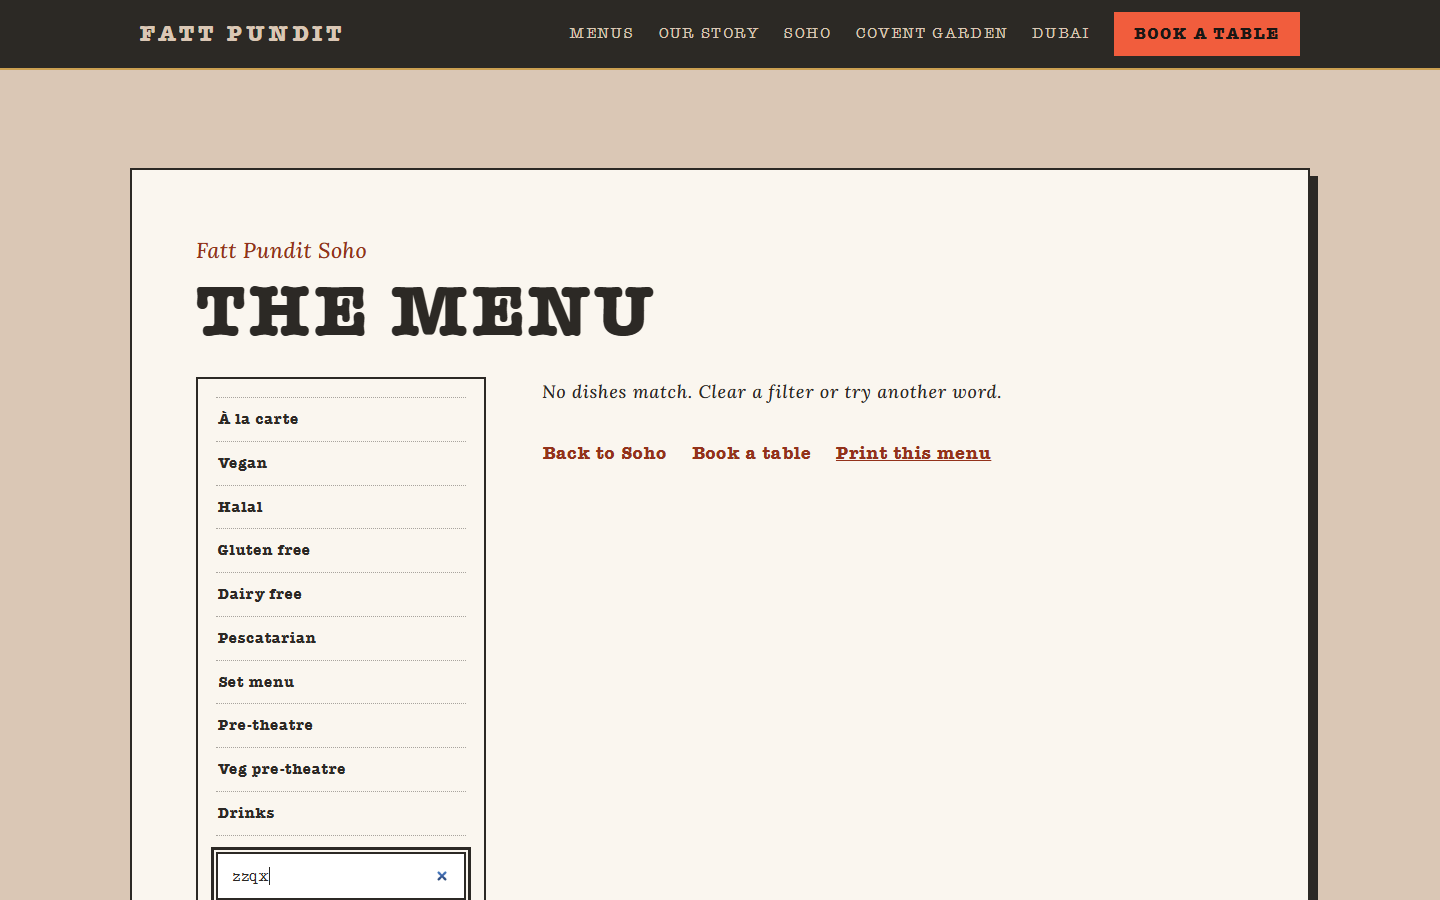 FATT PUNDIT
MENUS OUR STORY SOHO COVENT GARDEN DUBAI BOOK A TABLE
Fatt Pundit Soho
THE MENU
À la carte
Vegan
Halal
Gluten free
Dairy free
Pescatarian
Set menu
Pre-theatre
Veg pre-theatre
Drinks
zzqx
No dishes match. Clear a filter or try another word.
Back to Soho Book a table Print this menu